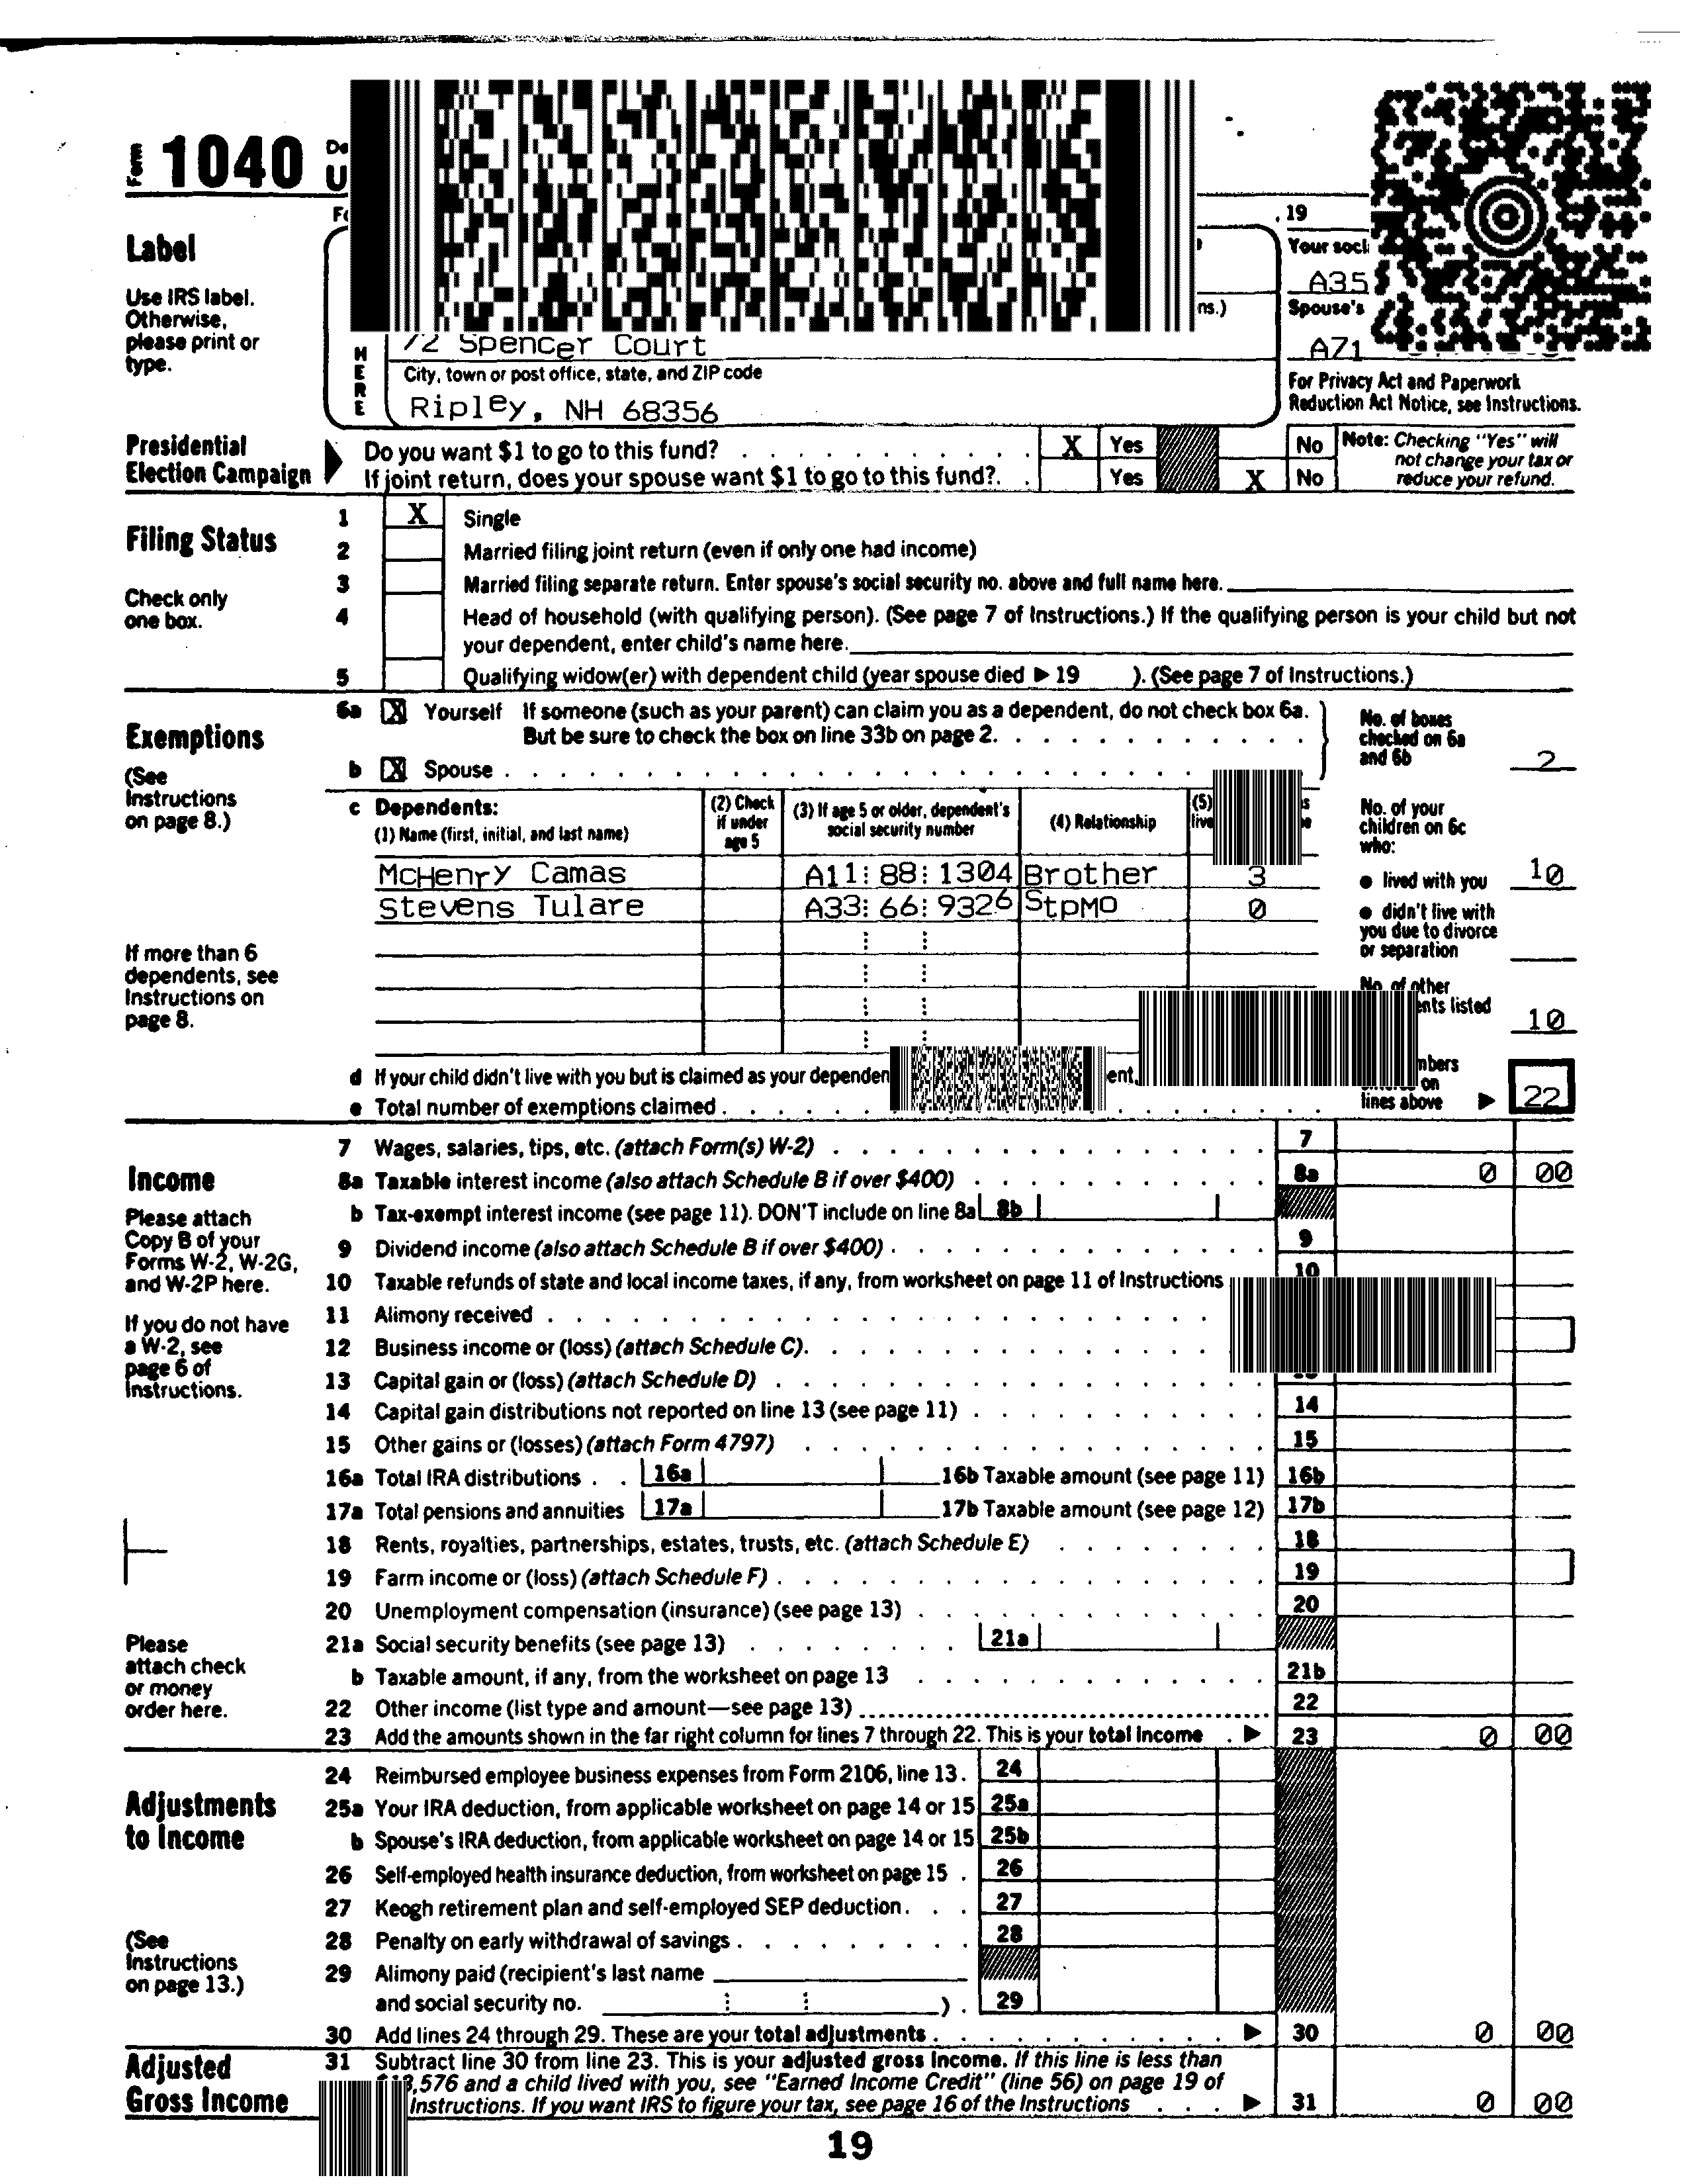 Form 1040
U
, 19
Label
Your soci
Use IRS label.
Otherwise,
please print or
type.
A35
ns.)
Spouse's
HERE
72 Spencer Court
A71
City, town or post office, state, and ZIP code
Ripley, NH 68356
For Privacy Act and Paperwork
Reduction Act Notice, see Instructions.
Presidential
Election Campaign
Do you want $1 to go to this fund? X Yes No
If joint return, does your spouse want $1 to go to this fund? Yes X No
Note: Checking "Yes" will
not change your tax or
reduce your refund.
Filing Status
Check only
one box.
1 X Single
2 Married filing joint return (even if only one had income)
3 Married filing separate return. Enter spouse's social security no. above and full name here.
4 Head of household (with qualifying person). (See page 7 of Instructions.) If the qualifying person is your child but not
your dependent, enter child's name here.
5 Qualifying widow(er) with dependent child (year spouse died ▶ 19 ). (See page 7 of Instructions.)
Exemptions
(See
Instructions
on page 8.)
6a X Yourself If someone (such as your parent) can claim you as a dependent, do not check box 6a.
But be sure to check the box on line 33b on page 2.
b X Spouse
No. of boxes
checked on 6a
and 6b 2
c Dependents:
(1) Name (first, initial, and last name)
(2) Check
if under
age 5
(3) If age 5 or older, dependent's
social security number
(4) Relationship
(5)
McHenry Camas A11:88:1304 Brother 3
Stevens Tulare A33:66:9326 StpMO 0
No. of your
children on 6c
who:
● lived with you 10
● didn't live with
you due to divorce
or separation
If more than 6
dependents, see
Instructions on
page 8.
No. of other
ents listed 10
d If your child didn't live with you but is claimed as your dependen ent,
e Total number of exemptions claimed
mbers
on
lines above ▶ 22
Income
Please attach
Copy B of your
Forms W-2, W-2G,
and W-2P here.
If you do not have
a W-2, see
page 6 of
Instructions.
Please
attach check
or money
order here.
7 Wages, salaries, tips, etc. (attach Form(s) W-2) 7
8a Taxable interest income (also attach Schedule B if over $400) 8a 0 00
b Tax-exempt interest income (see page 11). DON'T include on line 8a 8b
9 Dividend income (also attach Schedule B if over $400) 9
10 Taxable refunds of state and local income taxes, if any, from worksheet on page 11 of Instructions 10
11 Alimony received
12 Business income or (loss) (attach Schedule C).
13 Capital gain or (loss) (attach Schedule D)
14 Capital gain distributions not reported on line 13 (see page 11) 14
15 Other gains or (losses) (attach Form 4797) 15
16a Total IRA distributions 16a 16b Taxable amount (see page 11) 16b
17a Total pensions and annuities 17a 17b Taxable amount (see page 12) 17b
18 Rents, royalties, partnerships, estates, trusts, etc. (attach Schedule E) 18
19 Farm income or (loss) (attach Schedule F) 19
20 Unemployment compensation (insurance) (see page 13) 20
21a Social security benefits (see page 13) 21a
b Taxable amount, if any, from the worksheet on page 13 21b
22 Other income (list type and amount—see page 13) 22
23 Add the amounts shown in the far right column for lines 7 through 22. This is your total income ▶ 23 0 00
Adjustments
to Income
(See
Instructions
on page 13.)
24 Reimbursed employee business expenses from Form 2106, line 13. 24
25a Your IRA deduction, from applicable worksheet on page 14 or 15 25a
b Spouse's IRA deduction, from applicable worksheet on page 14 or 15 25b
26 Self-employed health insurance deduction, from worksheet on page 15 26
27 Keogh retirement plan and self-employed SEP deduction. 27
28 Penalty on early withdrawal of savings 28
29 Alimony paid (recipient's last name
and social security no. ) 29
30 Add lines 24 through 29. These are your total adjustments ▶ 30 0 00
Adjusted
Gross Income
31 Subtract line 30 from line 23. This is your adjusted gross income. If this line is less than
,576 and a child lived with you, see "Earned Income Credit" (line 56) on page 19 of
Instructions. If you want IRS to figure your tax, see page 16 of the Instructions ▶ 31 0 00
19